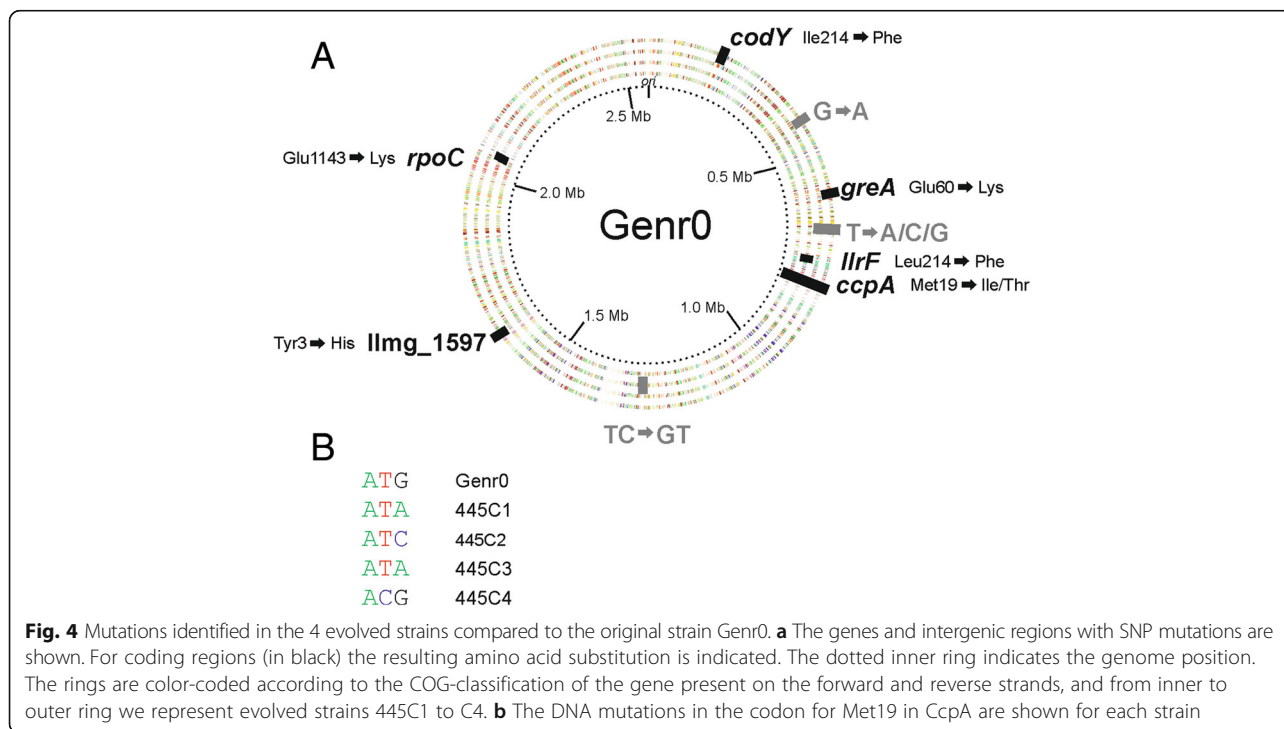 A
codY Ile214 ➡ Phe
ori
2.5 Mb
G➡A
Glu1143 ➡ Lys rpoC
0.5 Mb
greA Glu60 ➡ Lys
2.0 Mb
Genr0
T➡A/C/G
llrF Leu214 ➡ Phe
ccpA Met19 ➡ Ile/Thr
1.0 Mb
1.5 Mb
Tyr3 ➡ His llmg_1597
TC➡GT
B
ATG Genr0
ATA 445C1
ATC 445C2
ATA 445C3
ACG 445C4
Fig. 4 Mutations identified in the 4 evolved strains compared to the original strain Genr0. a The genes and intergenic regions with SNP mutations are
shown. For coding regions (in black) the resulting amino acid substitution is indicated. The dotted inner ring indicates the genome position.
The rings are color-coded according to the COG-classification of the gene present on the forward and reverse strands, and from inner to
outer ring we represent evolved strains 445C1 to C4. b The DNA mutations in the codon for Met19 in CcpA are shown for each strain